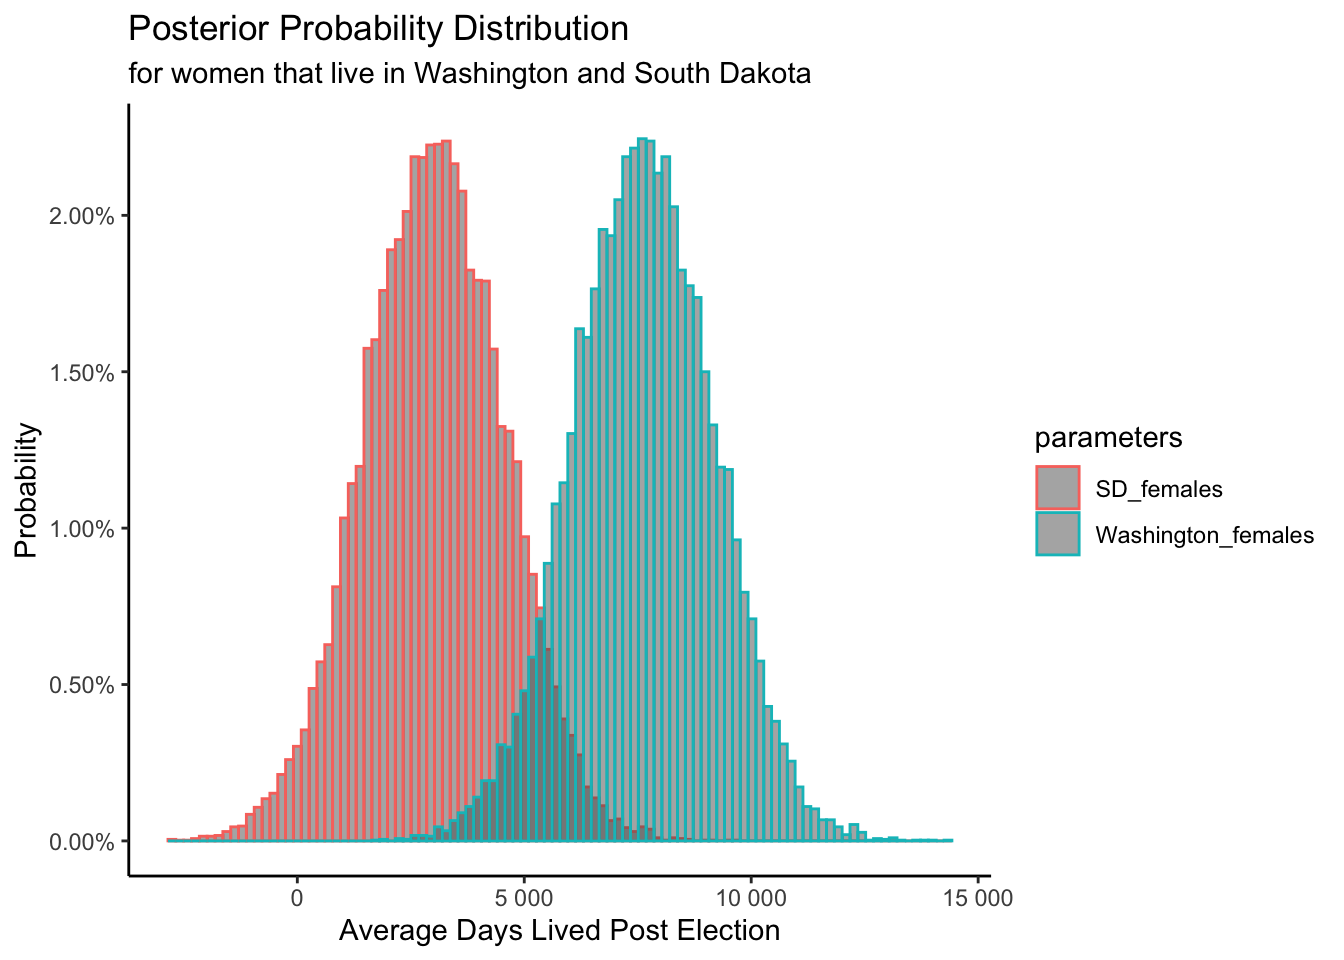 Posterior Probability Distribution
for women that live in Washington and South Dakota
Probability
2.00%
1.50%
1.00%
0.50%
0.00%
0
5 000
10 000
15 000
Average Days Lived Post Election
parameters
SD_females
Washington_females